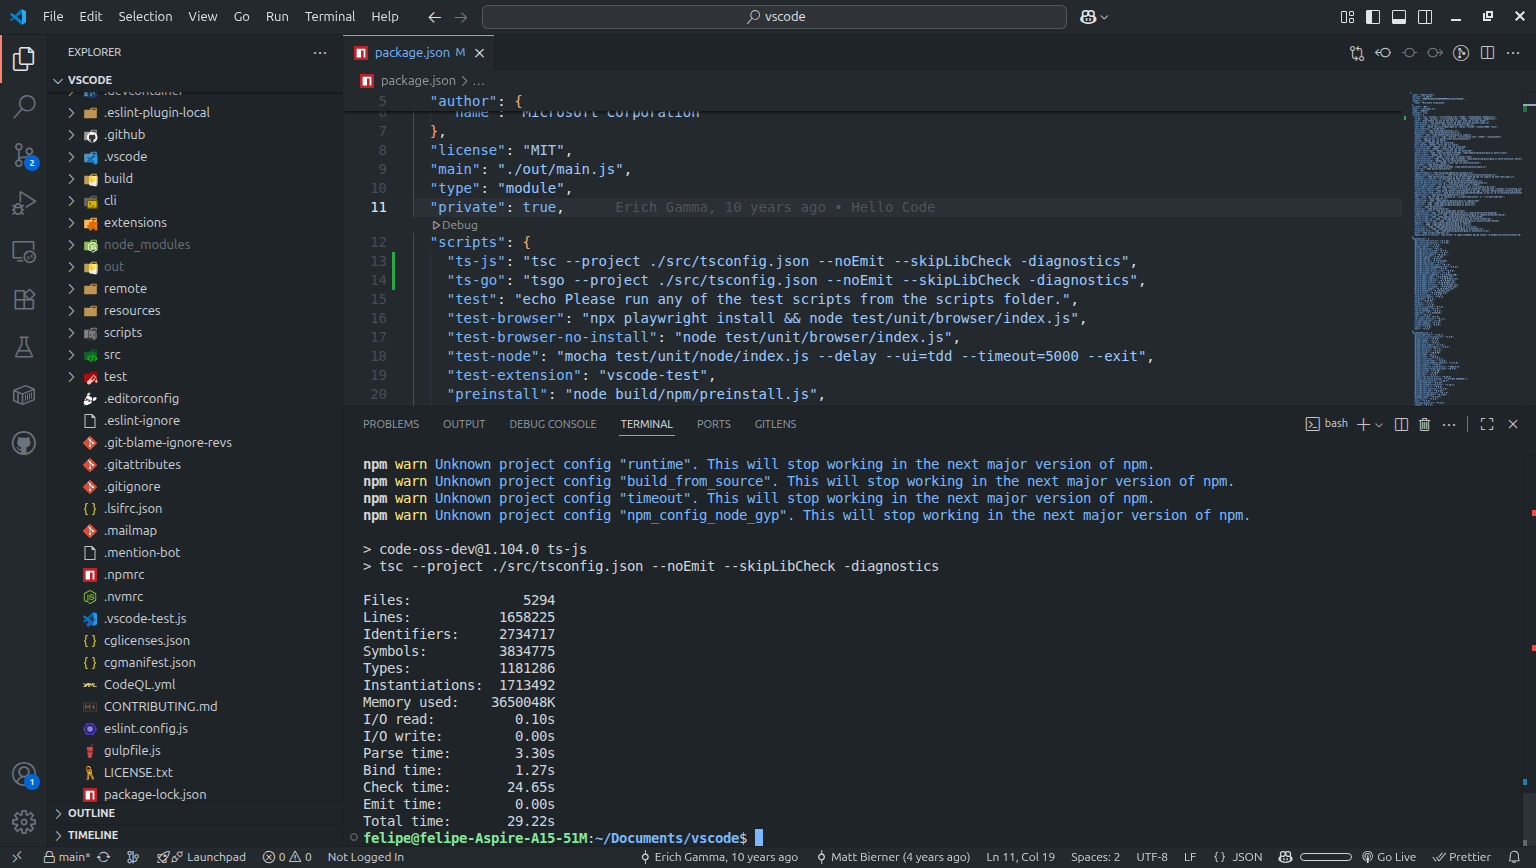 File Edit Selection View Go Run Terminal Help vscode
EXPLORER
VSCODE
.devcontainer
.eslint-plugin-local
.github
.vscode
build
cli
extensions
node_modules
out
remote
resources
scripts
src
test
.editorconfig
.eslint-ignore
.git-blame-ignore-revs
.gitattributes
.gitignore
.lsifrc.json
.mailmap
.mention-bot
.npmrc
.nvmrc
.vscode-test.js
cglicenses.json
cgmanifest.json
CodeQL.yml
CONTRIBUTING.md
eslint.config.js
gulpfile.js
LICENSE.txt
package-lock.json
OUTLINE
TIMELINE
2
1
package.json M
package.json > ...
5 "author": {
6 "name": "Microsoft Corporation"
7 },
8 "license": "MIT",
9 "main": "./out/main.js",
10 "type": "module",
11 "private": true, Erich Gamma, 10 years ago • Hello Code
Debug
12 "scripts": {
13 "ts-js": "tsc --project ./src/tsconfig.json --noEmit --skipLibCheck -diagnostics",
14 "ts-go": "tsgo --project ./src/tsconfig.json --noEmit --skipLibCheck -diagnostics",
15 "test": "echo Please run any of the test scripts from the scripts folder.",
16 "test-browser": "npx playwright install && node test/unit/browser/index.js",
17 "test-browser-no-install": "node test/unit/browser/index.js",
18 "test-node": "mocha test/unit/node/index.js --delay --ui=tdd --timeout=5000 --exit",
19 "test-extension": "vscode-test",
20 "preinstall": "node build/npm/preinstall.js",
PROBLEMS OUTPUT DEBUG CONSOLE TERMINAL PORTS GITLENS bash
npm warn Unknown project config "runtime". This will stop working in the next major version of npm.
npm warn Unknown project config "build_from_source". This will stop working in the next major version of npm.
npm warn Unknown project config "timeout". This will stop working in the next major version of npm.
npm warn Unknown project config "npm_config_node_gyp". This will stop working in the next major version of npm.
> code-oss-dev@1.104.0 ts-js
> tsc --project ./src/tsconfig.json --noEmit --skipLibCheck -diagnostics
Files: 5294
Lines: 1658225
Identifiers: 2734717
Symbols: 3834775
Types: 1181286
Instantiations: 1713492
Memory used: 3650048K
I/O read: 0.10s
I/O write: 0.00s
Parse time: 3.30s
Bind time: 1.27s
Check time: 24.65s
Emit time: 0.00s
Total time: 29.22s
felipe@felipe-Aspire-A15-51M:~/Documents/vscode$
main* Launchpad 0 0 Not Logged In Erich Gamma, 10 years ago Matt Bierner (4 years ago) Ln 11, Col 19 Spaces: 2 UTF-8 LF { } JSON Go Live Prettier